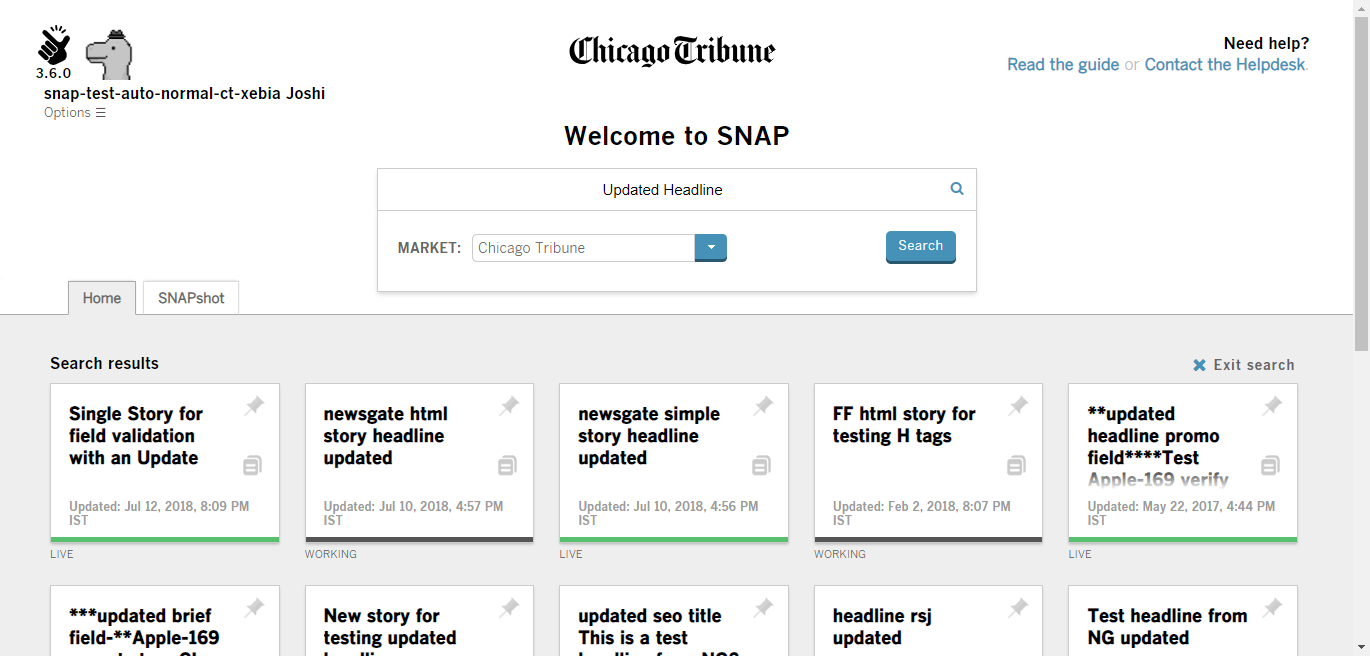 3.6.0
snap-test-auto-normal-ct-xebia Joshi
Options ☰
Chicago Tribune
Need help?
Read the guide or Contact the Helpdesk.
Welcome to SNAP
Updated Headline
MARKET: Chicago Tribune Search
Home SNAPshot
Search results
Exit search
Single Story for
field validation
with an Update
Updated: Jul 12, 2018, 8:09 PM
IST
LIVE
newsgate html
story headline
updated
Updated: Jul 10, 2018, 4:57 PM
IST
WORKING
newsgate simple
story headline
updated
Updated: Jul 10, 2018, 4:56 PM
IST
LIVE
FF html story for
testing H tags
Updated: Feb 2, 2018, 8:07 PM
IST
WORKING
**updated
headline promo
field****Test
Apple-169 verify
Updated: May 22, 2017, 4:44 PM
IST
LIVE
***updated brief
field-**Apple-169
New story for
testing updated
updated seo title
This is a test
headline rsj
updated
Test headline from
NG updated